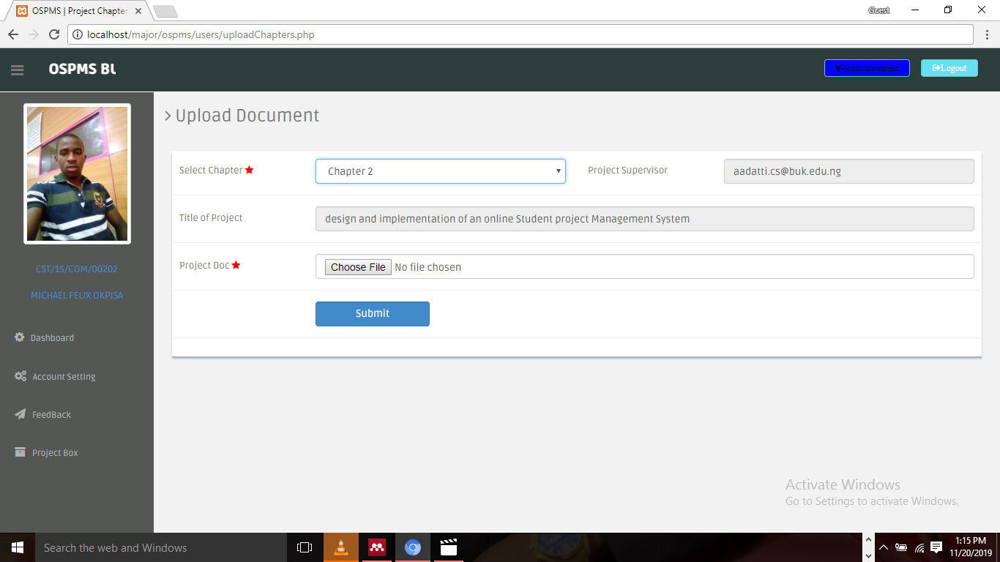 OSPMS | Project Chapter
Guest
localhost/major/ospms/users/uploadChapters.php
OSPMS BU
Announcement
Logout
Upload Document
Select Chapter
Chapter 2
Project Supervisor
aadatti.cs@buk.edu.ng
Title of Project
design and implementation of an online Student project Management System
Project Doc
Choose File No file chosen
Submit
CST/15/COM/00202
MICHAEL FELIX OKPISA
Dashboard
Account Setting
FeedBack
Project Box
Activate Windows
Go to Settings to activate Windows.
Search the web and Windows
1:15 PM
11/20/2019